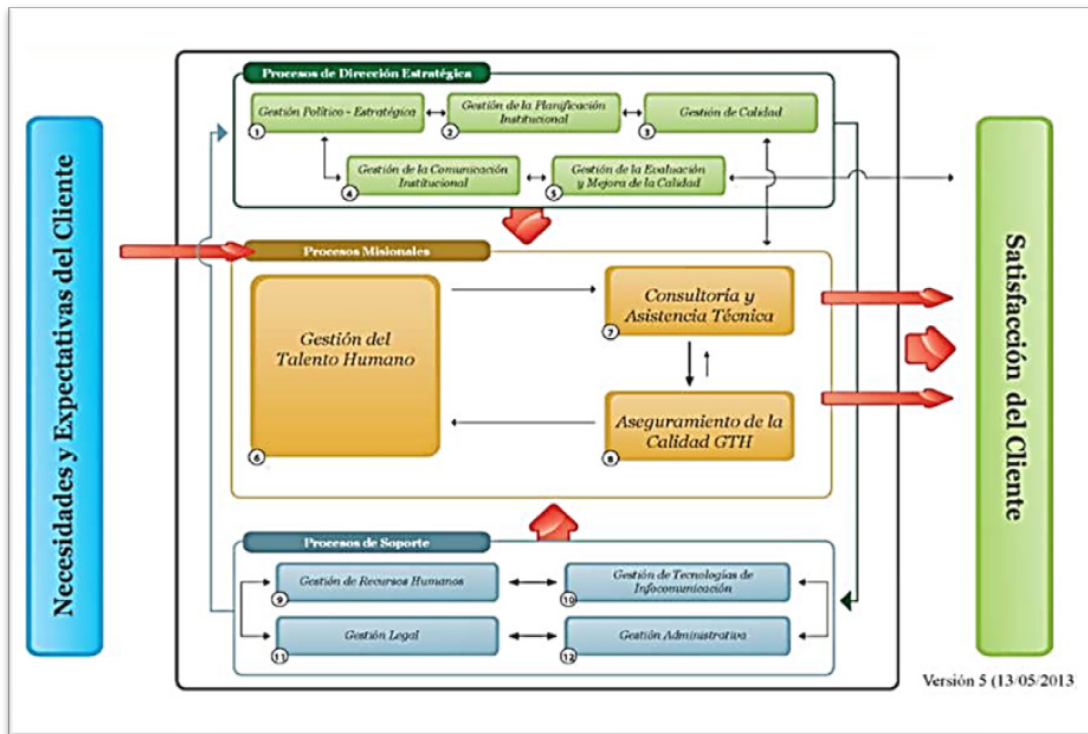 Necesidades y Expectativas del Cliente
Procesos de Dirección Estratégica
Gestión Político - Estratégica
1
Gestión de la Planificación
Institucional
2
Gestión de Calidad
3
Gestión de la Comunicación
Institucional
4
Gestión de la Evaluación
y Mejora de la Calidad
5
Procesos Misionales
Gestión del
Talento Humano
6
Consultoría y
Asistencia Técnica
7
Aseguramiento de la
Calidad GTH
8
Procesos de Soporte
Gestión de Recursos Humanos
9
Gestión de Tecnologías de
Infocomunicación
10
Gestión Legal
11
Gestión Administrativa
12
Satisfacción del Cliente
Versión 5 (13/05/2013